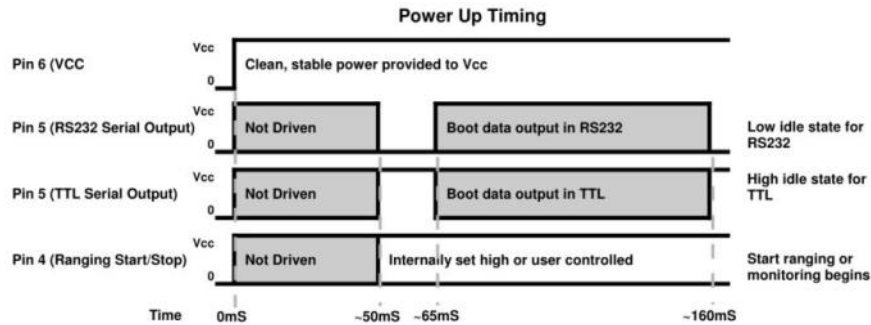 Power Up Timing
Pin 6 (VCC
Vcc
0
Clean, stable power provided to Vcc
Pin 5 (RS232 Serial Output)
Vcc
0
Not Driven
Boot data output in RS232
Low idle state for
RS232
Pin 5 (TTL Serial Output)
Vcc
0
Not Driven
Boot data output in TTL
High idle state for
TTL
Pin 4 (Ranging Start/Stop)
Vcc
0
Not Driven
Internally set high or user controlled
Start ranging or
monitoring begins
Time
0mS
~50mS
~65mS
~160mS